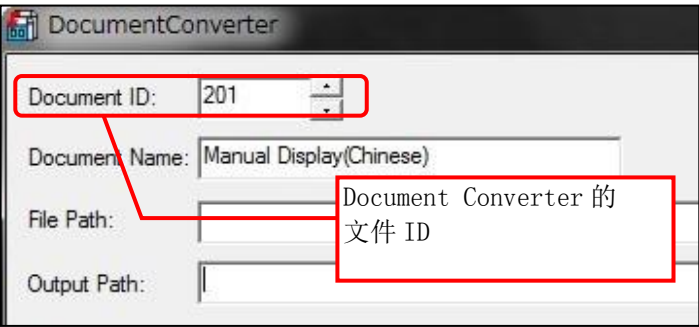 DocumentConverter
Document ID: 201
Document Name: Manual Display(Chinese)
File Path:
Output Path:
Document Converter 的
文件 ID